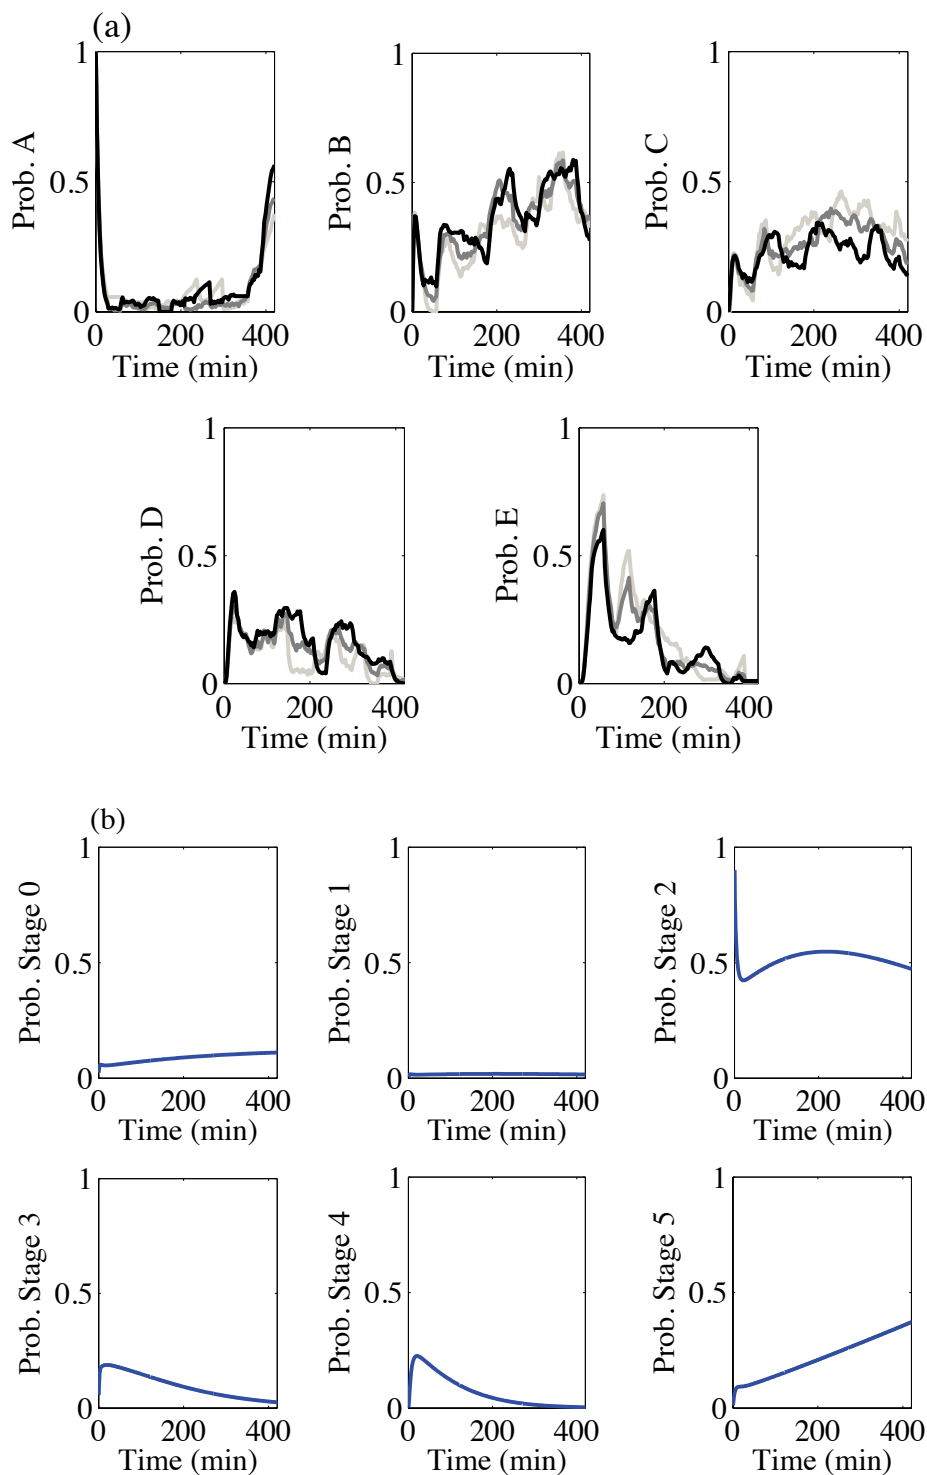 (a)
Prob. A
1
0.5
0
0 200 400
Time (min)
Prob. B
1
0.5
0
0 200 400
Time (min)
Prob. C
1
0.5
0
0 200 400
Time (min)
Prob. D
1
0.5
0
0 200 400
Time (min)
Prob. E
1
0.5
0
0 200 400
Time (min)
(b)
Prob. Stage 0
1
0.5
0
0 200 400
Time (min)
Prob. Stage 1
1
0.5
0
0 200 400
Time (min)
Prob. Stage 2
1
0.5
0
0 200 400
Time (min)
Prob. Stage 3
1
0.5
0
0 200 400
Time (min)
Prob. Stage 4
1
0.5
0
0 200 400
Time (min)
Prob. Stage 5
1
0.5
0
0 200 400
Time (min)